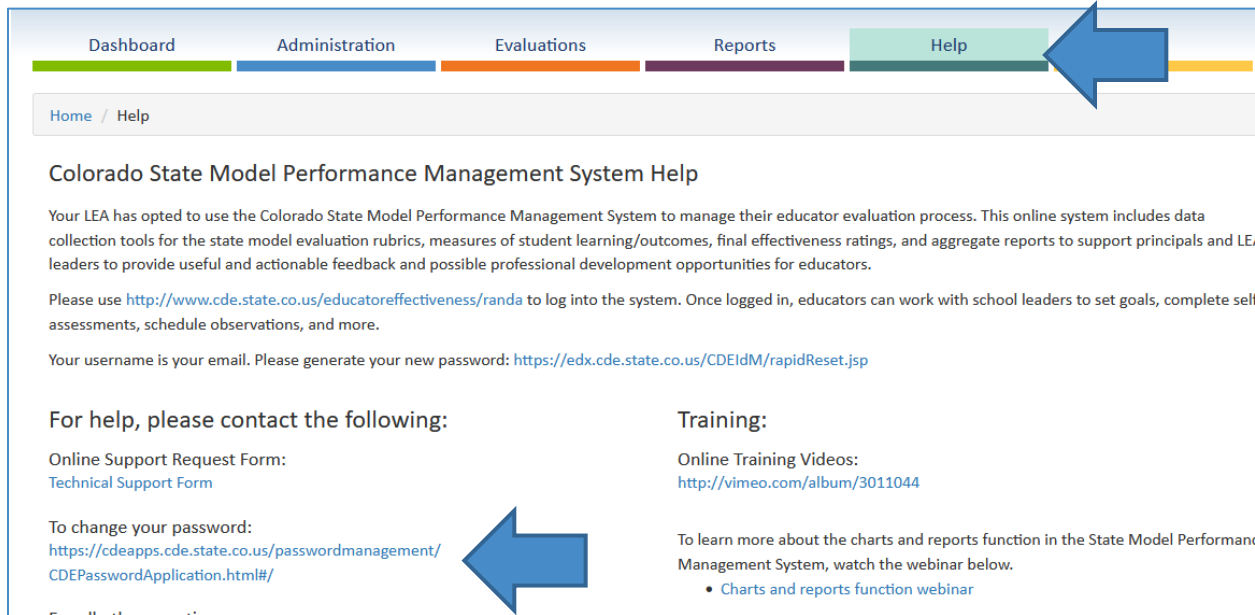 Dashboard Administration Evaluations Reports Help
Home / Help
Colorado State Model Performance Management System Help
Your LEA has opted to use the Colorado State Model Performance Management System to manage their educator evaluation process. This online system includes data
collection tools for the state model evaluation rubrics, measures of student learning/outcomes, final effectiveness ratings, and aggregate reports to support principals and LEA
leaders to provide useful and actionable feedback and possible professional development opportunities for educators.
Please use http://www.cde.state.co.us/educatoreffectiveness/randa to log into the system. Once logged in, educators can work with school leaders to set goals, complete self
assessments, schedule observations, and more.
Your username is your email. Please generate your new password: https://edx.cde.state.co.us/CDEIdM/rapidReset.jsp
For help, please contact the following:
Online Support Request Form:
Technical Support Form
To change your password:
https://cdeapps.cde.state.co.us/passwordmanagement/
CDEPasswordApplication.html#/
Training:
Online Training Videos:
http://vimeo.com/album/3011044
To learn more about the charts and reports function in the State Model Performanc
Management System, watch the webinar below.
• Charts and reports function webinar